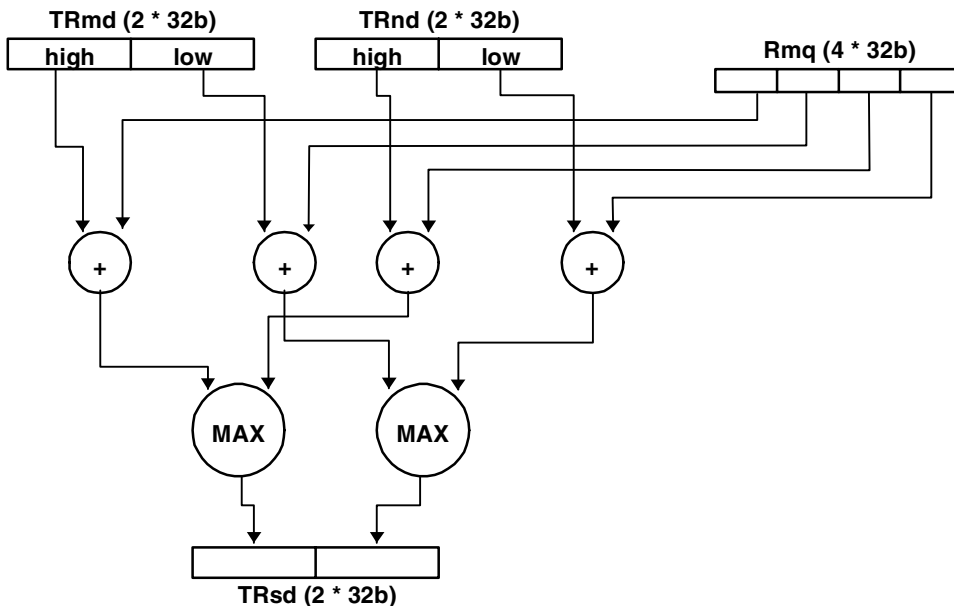 TRmd (2 * 32b) TRnd (2 * 32b)
Rmq (4 * 32b)
high low high low
+ + + +
MAX MAX
TRsd (2 * 32b)